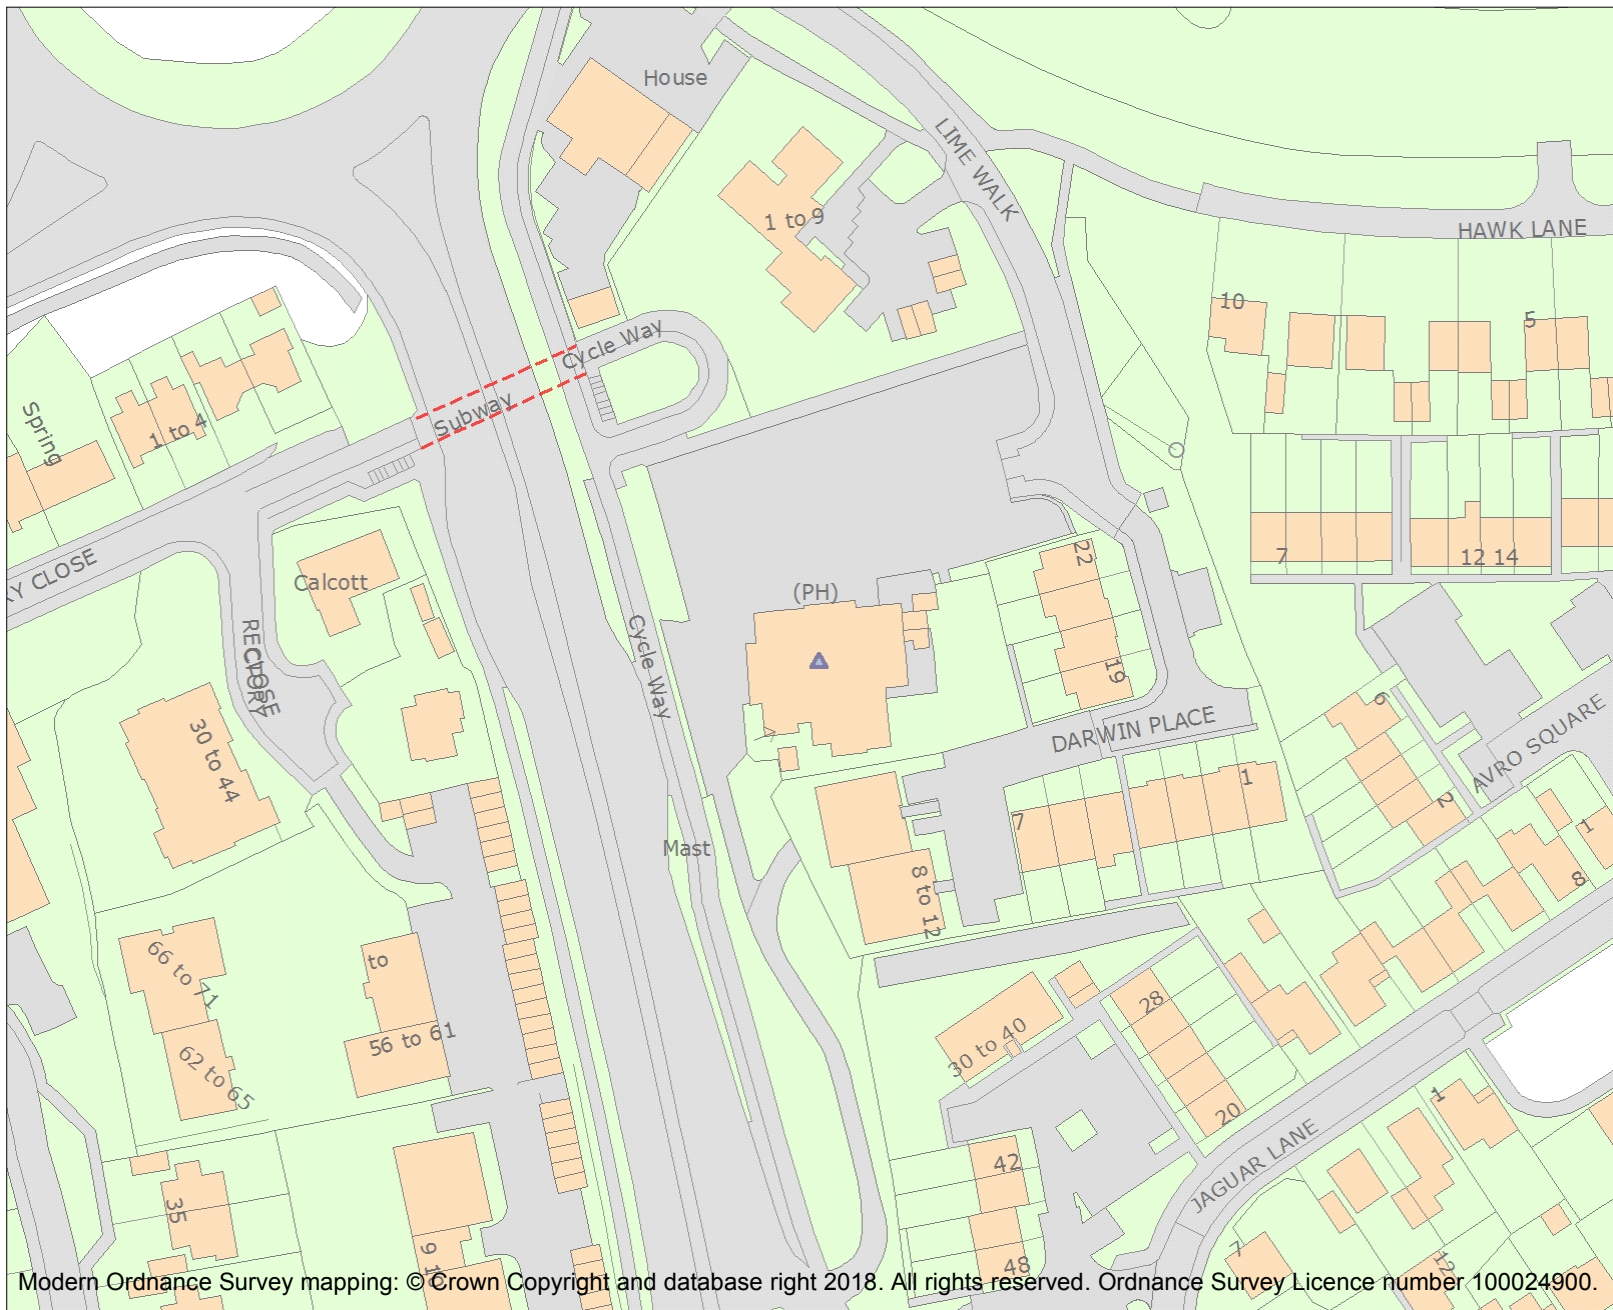 House
LIME WALK
1 to 9
HAWK LANE
10
5
Cycle Way
Subway
Spring
1 to 4
7
12 14
22
RY CLOSE
Calcott
(PH)
RECTORY
CLOSE
Cycle Way
19
30 to 44
DARWIN PLACE
6
AVRO SQUARE
2
1
7
1
8
Mast
8 to 12
66 to 71
to
56 to 61
62 to 65
28
30 to 40
20
1
JAGUAR LANE
42
35
48
7
12
9
Modern Ordnance Survey mapping: © Crown Copyright and database right 2018. All rights reserved. Ordnance Survey Licence number 100024900.